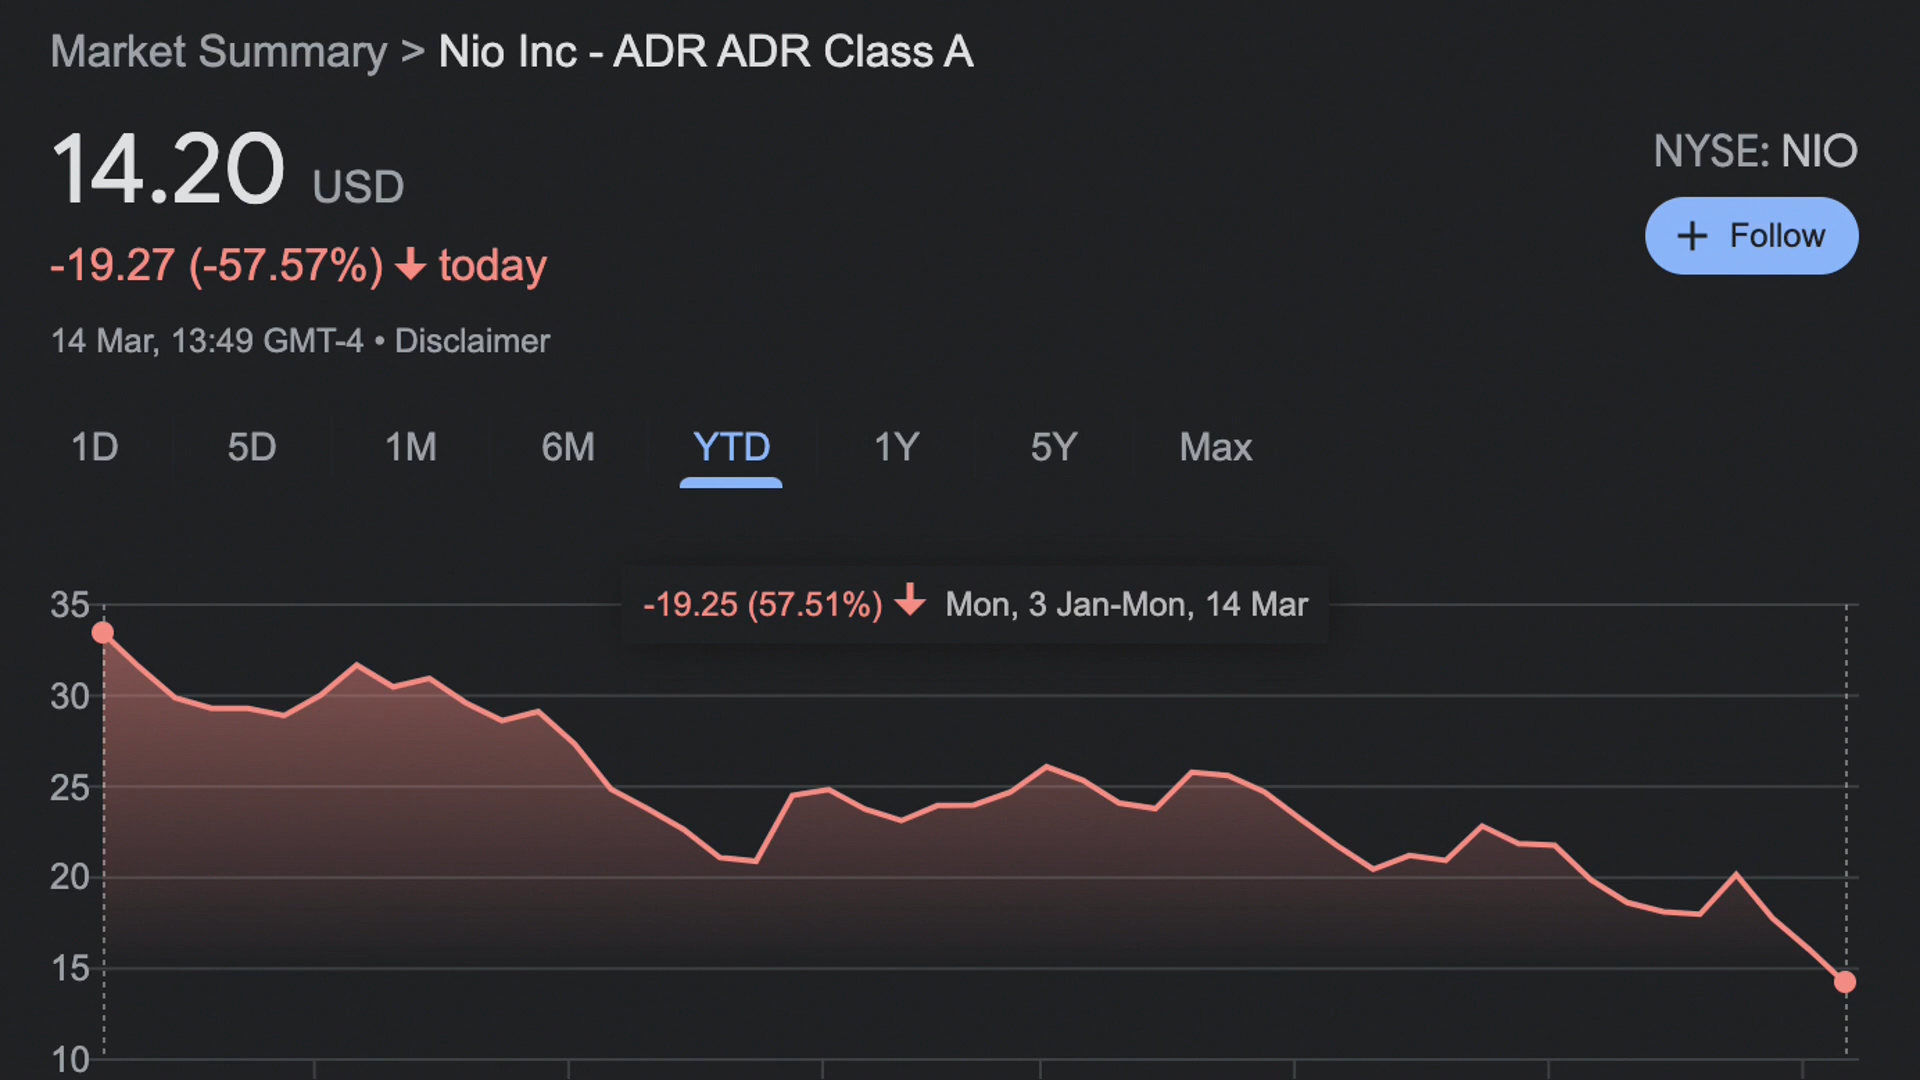 Market Summary > Nio Inc - ADR ADR Class A
14.20 USD
NYSE: NIO
-19.27 (-57.57%) ↓ today
+ Follow
14 Mar, 13:49 GMT-4 • Disclaimer
1D 5D 1M 6M YTD 1Y 5Y Max
-19.25 (57.51%) ↓ Mon, 3 Jan-Mon, 14 Mar
35
30
25
20
15
10